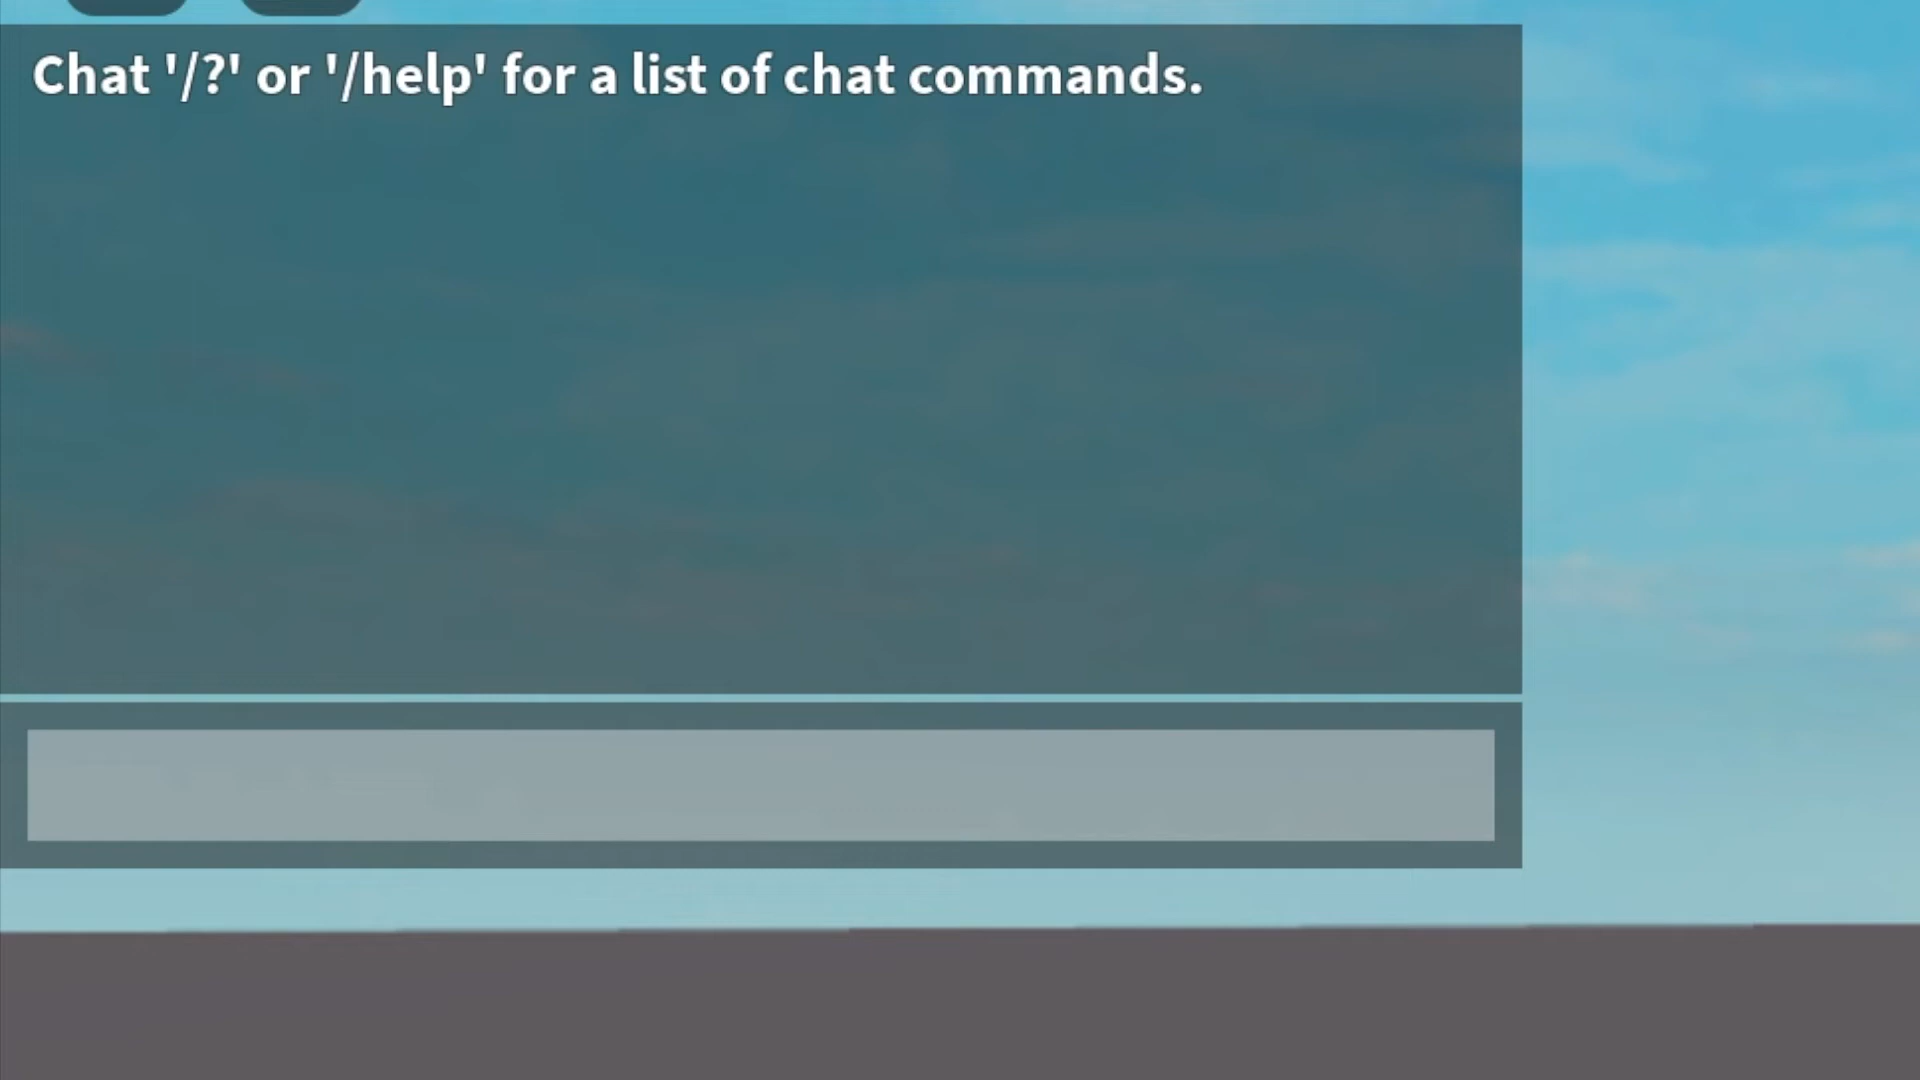 Chat '/?' or '/help' for a list of chat commands.